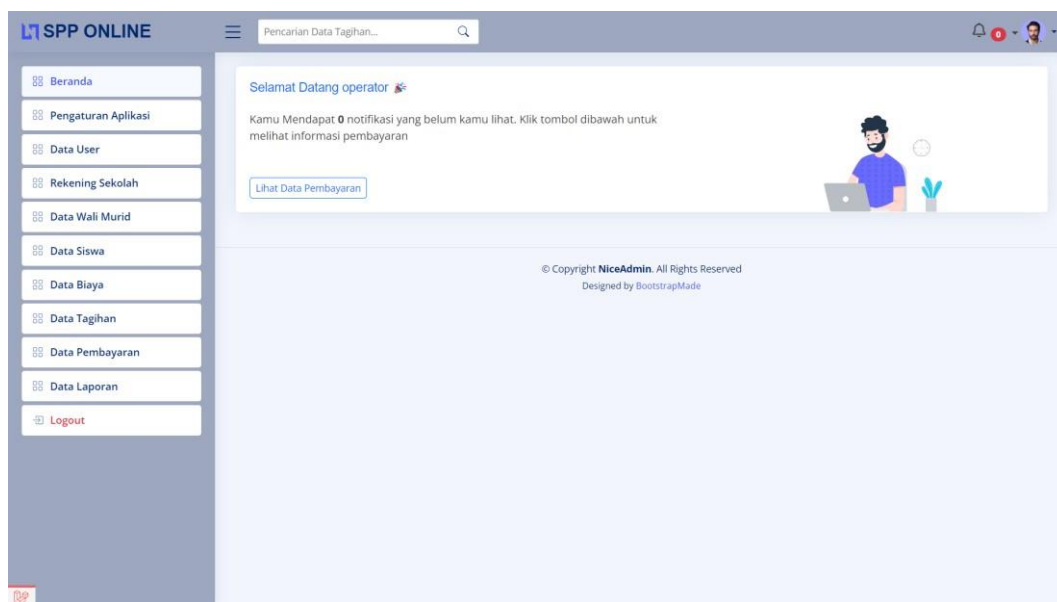 SPP ONLINE
Pencarian Data Tagihan...
0
Beranda
Pengaturan Aplikasi
Data User
Rekening Sekolah
Data Wali Murid
Data Siswa
Data Biaya
Data Tagihan
Data Pembayaran
Data Laporan
Logout
Selamat Datang operator 🎉
Kamu Mendapat 0 notifikasi yang belum kamu lihat. Klik tombol dibawah untuk
melihat informasi pembayaran
Lihat Data Pembayaran
© Copyright NiceAdmin. All Rights Reserved
Designed by BootstrapMade